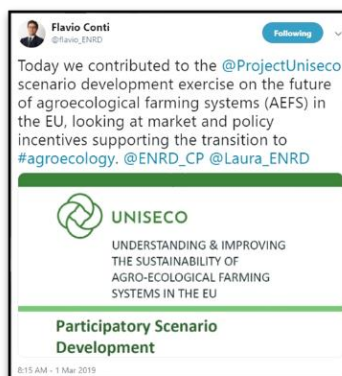 Flavio Conti
@flavio_ENRD
Following
Today we contributed to the @ProjectUniseco
scenario development exercise on the future
of agroecological farming systems (AEFS) in
the EU, looking at market and policy
incentives supporting the transition to
#agroecology. @ENRD_CP @Laura_ENRD
UNISECO
UNDERSTANDING & IMPROVING
THE SUSTAINABILITY OF
AGRO-ECOLOGICAL FARMING
SYSTEMS IN THE EU
Participatory Scenario
Development
8:15 AM - 1 Mar 2019